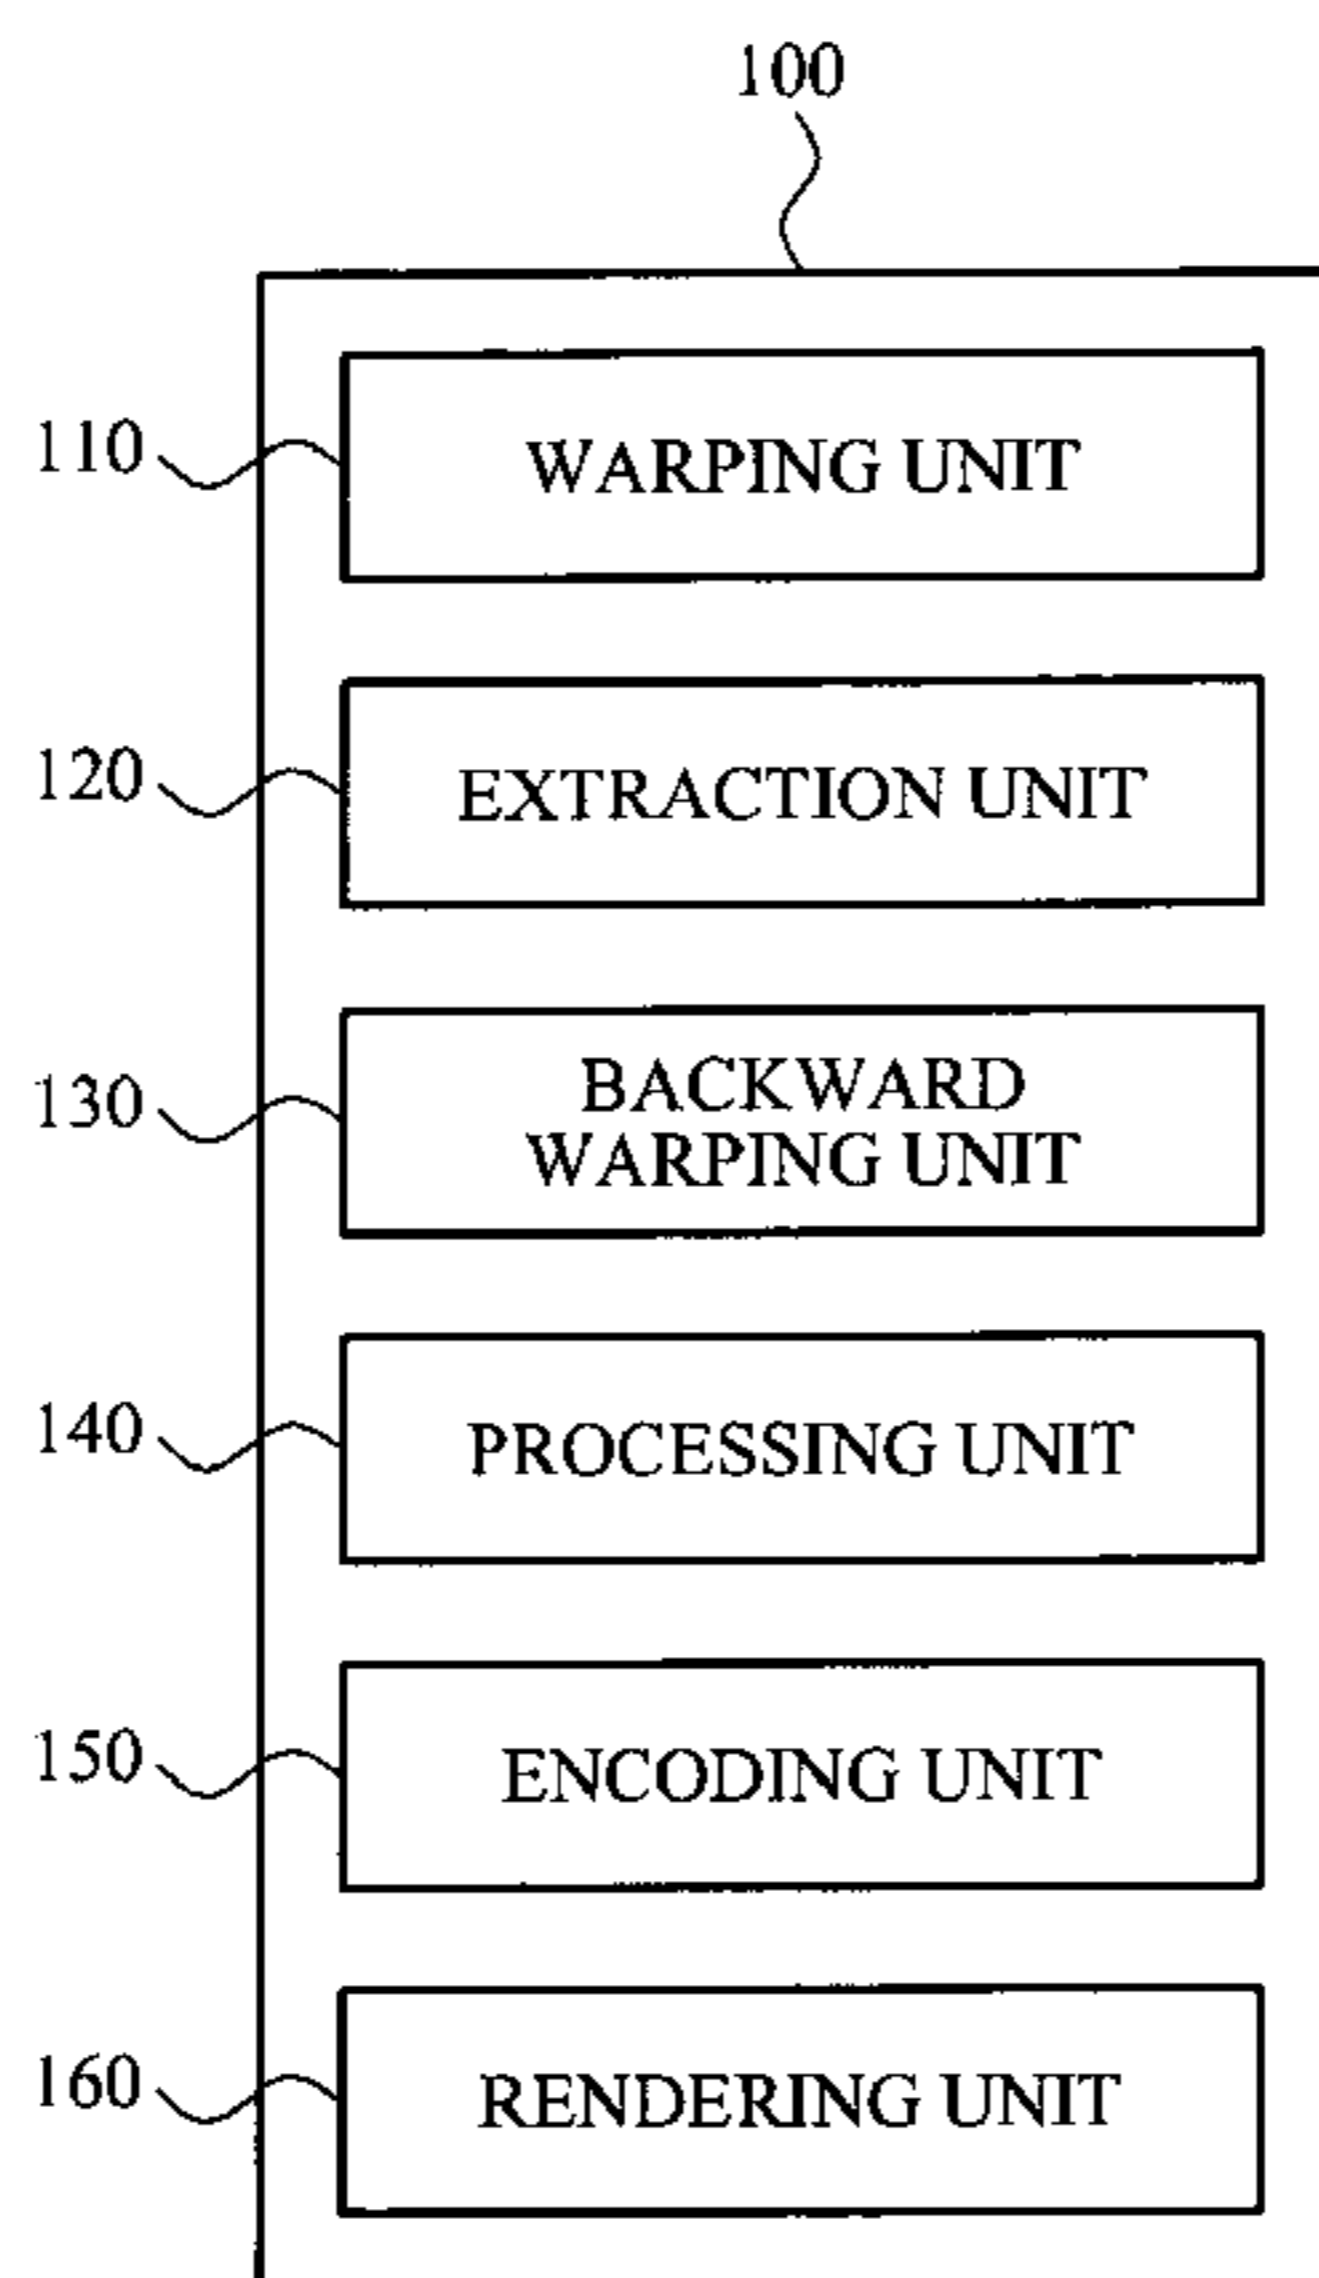 100
110 WARPING UNIT
120 EXTRACTION UNIT
130 BACKWARD
WARPING UNIT
140 PROCESSING UNIT
150 ENCODING UNIT
160 RENDERING UNIT